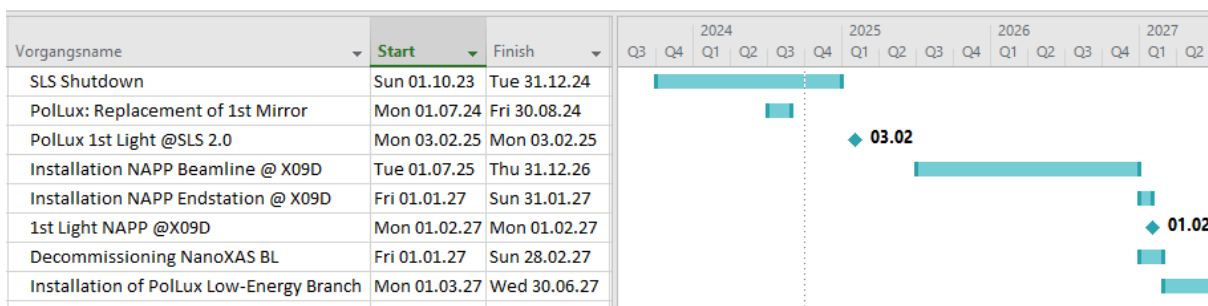 2024 2025 2026 2027
Vorgangsname Start Finish Q3 Q4 Q1 Q2 Q3 Q4 Q1 Q2 Q3 Q4 Q1 Q2 Q3 Q4 Q1 Q2
SLS Shutdown Sun 01.10.23 Tue 31.12.24
PolLux: Replacement of 1st Mirror Mon 01.07.24 Fri 30.08.24
PolLux 1st Light @SLS 2.0 Mon 03.02.25 Mon 03.02.25 03.02
Installation NAPP Beamline @ X09D Tue 01.07.25 Thu 31.12.26
Installation NAPP Endstation @ X09D Fri 01.01.27 Sun 31.01.27
1st Light NAPP @X09D Mon 01.02.27 Mon 01.02.27 01.02
Decommissioning NanoXAS BL Fri 01.01.27 Sun 28.02.27
Installation of PolLux Low-Energy Branch Mon 01.03.27 Wed 30.06.27